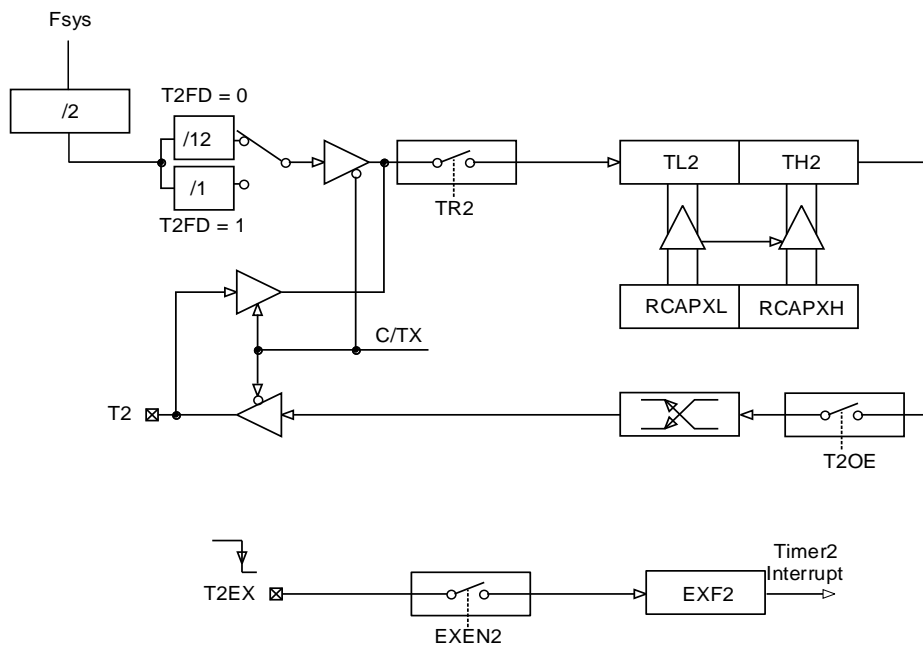 Fsys
/2
T2FD = 0
/12
/1
T2FD = 1
TR2
TL2
TH2
RCAPXL
RCAPXH
C/TX
T2
T2OE
T2EX
EXEN2
EXF2
Timer2
Interrupt